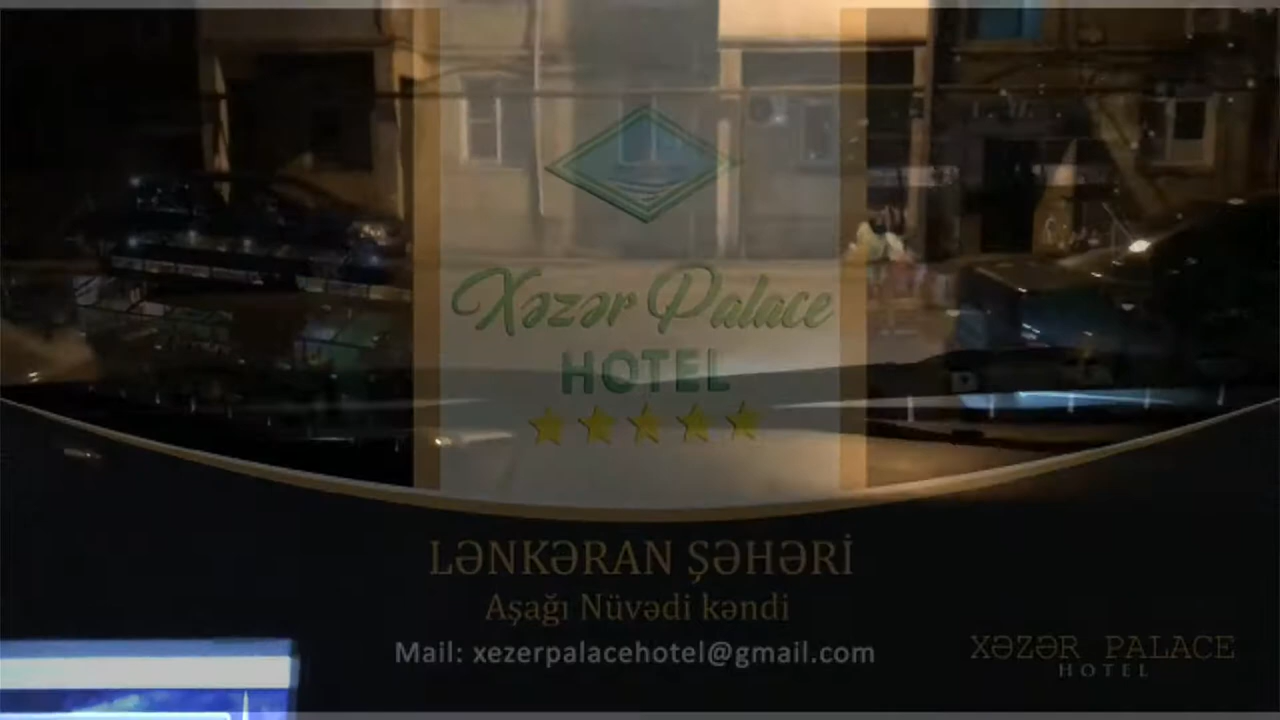 Xəzər Palace
HOTEL
LƏNKƏRAN ŞƏHƏRİ
Aşağı Nüvədi kəndi
Mail: xezerpalacehotel@gmail.com
XƏZƏR PALACE
HOTEL